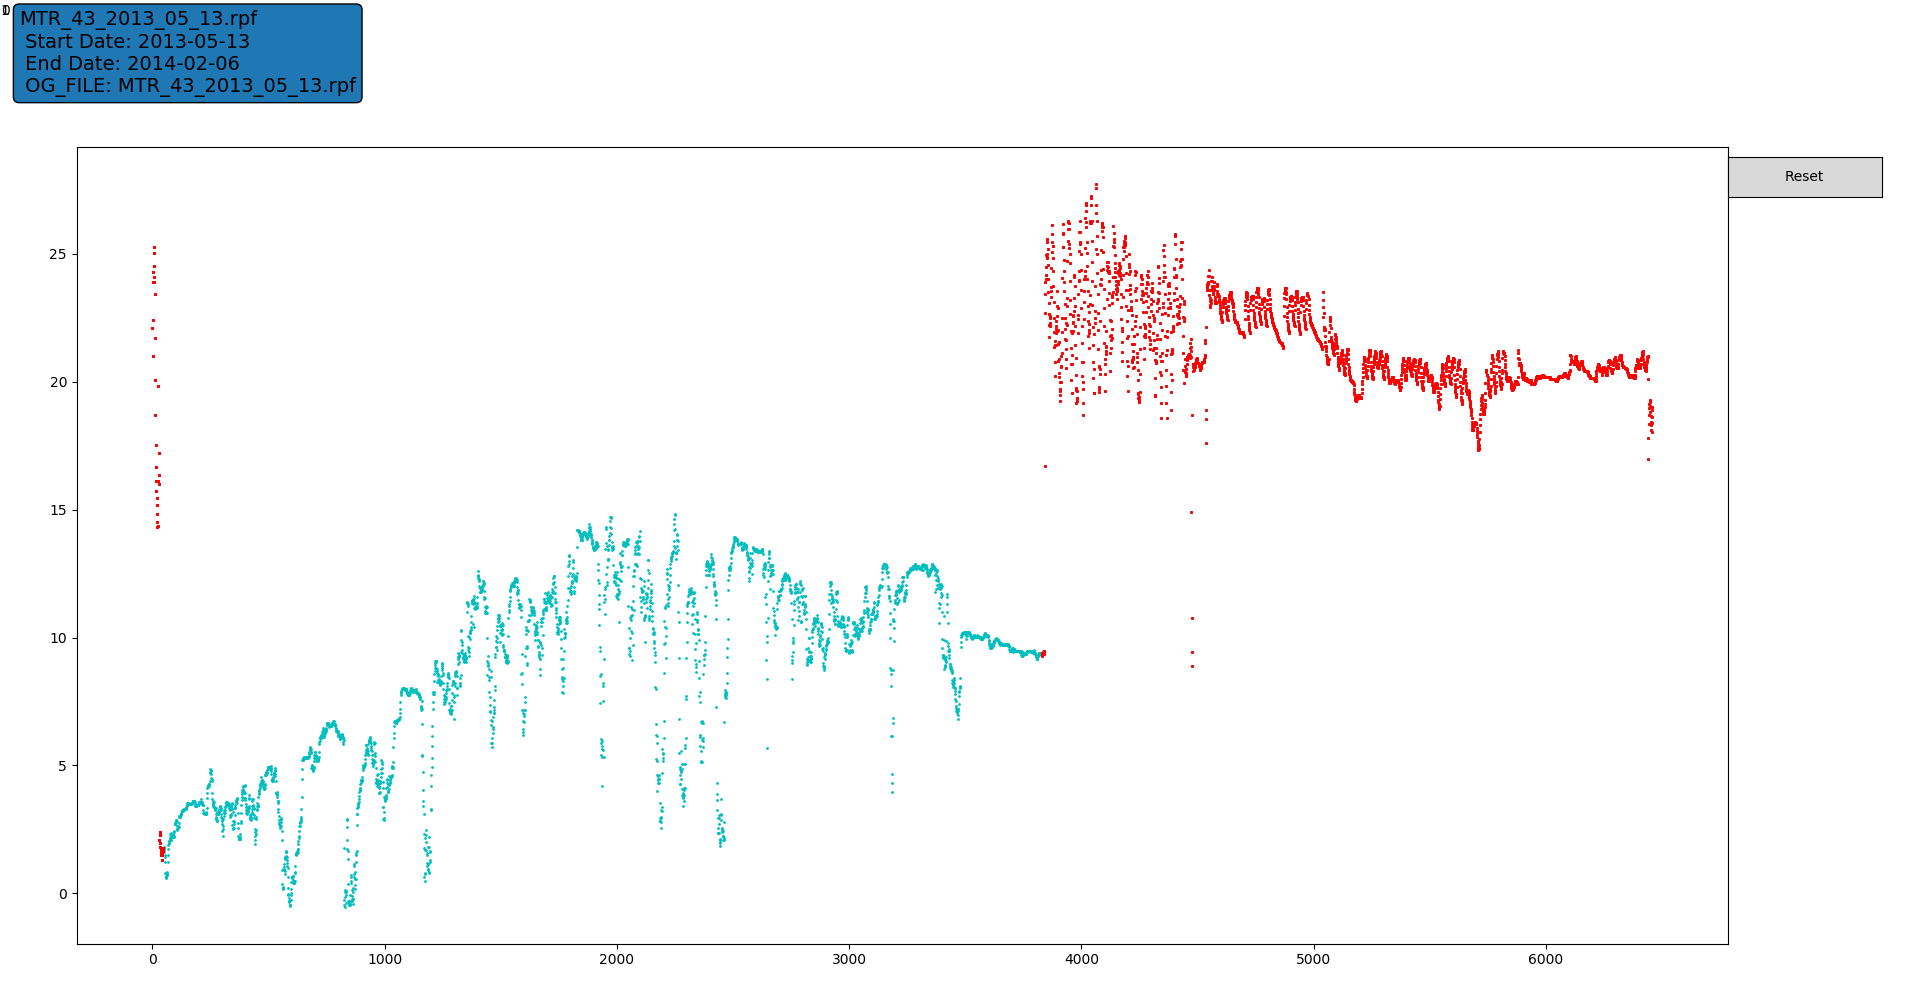 MTR_43_2013_05_13.rpf
Start Date: 2013-05-13
End Date: 2014-02-06
OG_FILE: MTR_43_2013_05_13.rpf
Reset
25
20
15
10
5
0
0 1000 2000 3000 4000 5000 6000